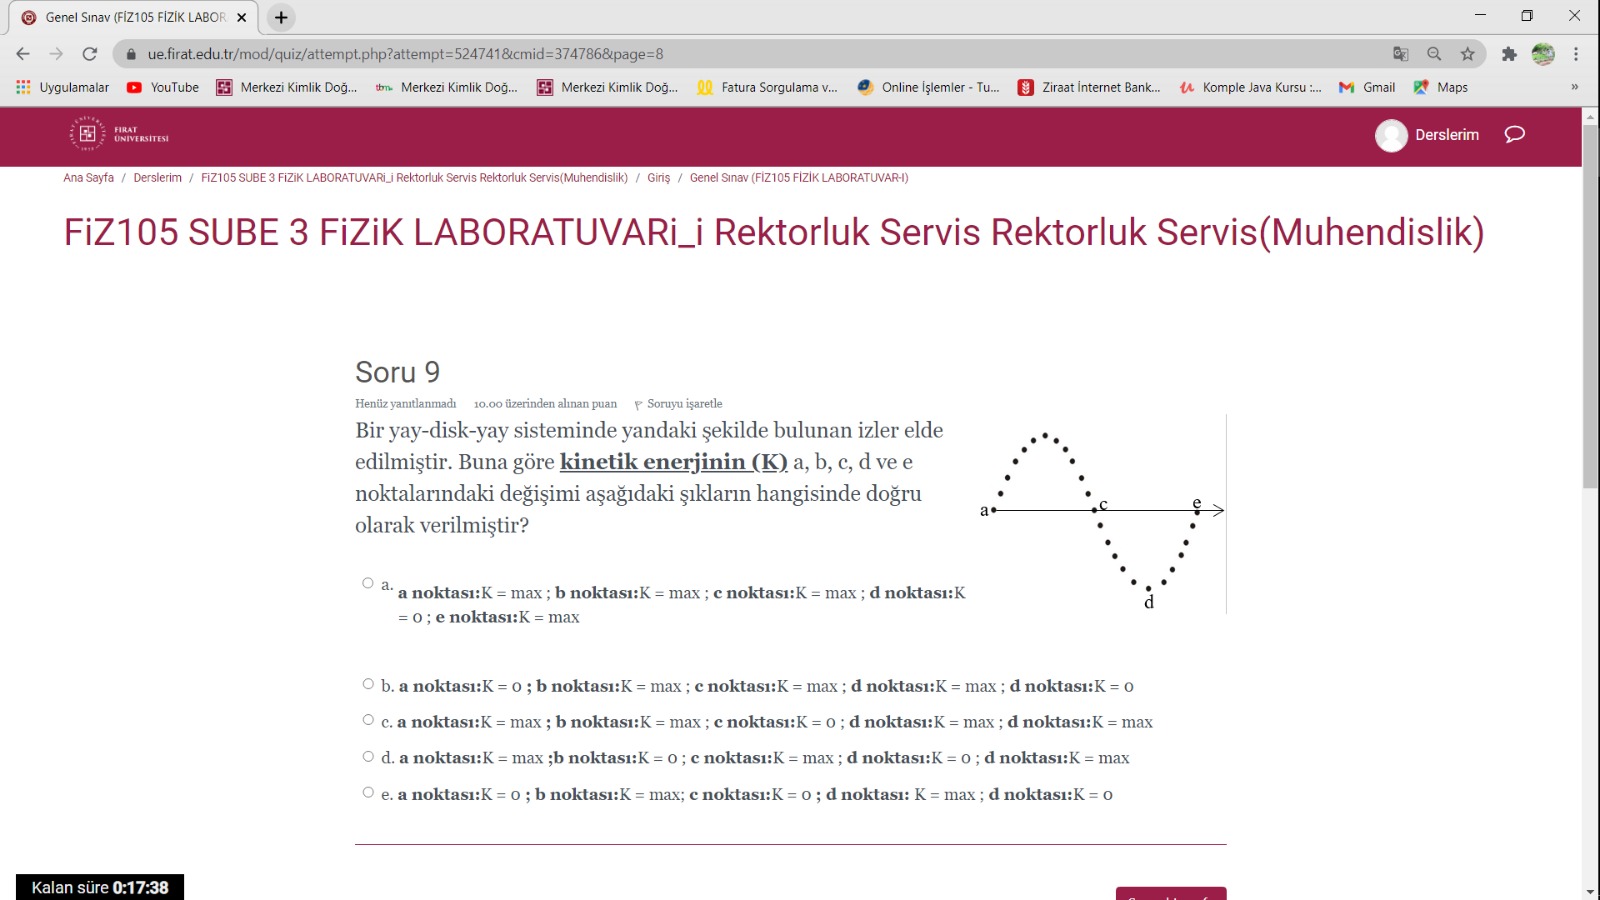 Genel Sınav (FİZ105 FİZİK LABOR
ue.firat.edu.tr/mod/quiz/attempt.php?attempt=524741&cmid=374786&page=8
Uygulamalar YouTube Merkezi Kimlik Doğ... tbm Merkezi Kimlik Doğ... Merkezi Kimlik Doğ... Fatura Sorgulama v... Online İşlemler - Tu... Ziraat İnternet Bank... Komple Java Kursu :... Gmail Maps »
FIRAT
ÜNİVERSİTESİ
Derslerim
Ana Sayfa / Derslerim / FiZ105 SUBE 3 FiZiK LABORATUVARi_i Rektorluk Servis Rektorluk Servis(Muhendislik) / Giriş / Genel Sınav (FİZ105 FİZİK LABORATUVAR-I)
FiZ105 SUBE 3 FiZiK LABORATUVARi_i Rektorluk Servis Rektorluk Servis(Muhendislik)
Soru 9
Henüz yanıtlanmadı 10.00 üzerinden alınan puan Soruyu işaretle
Bir yay-disk-yay sisteminde yandaki şekilde bulunan izler elde
edilmiştir. Buna göre kinetik enerjinin (K) a, b, c, d ve e
noktalarındaki değişimi aşağıdaki şıkların hangisinde doğru
olarak verilmiştir?
a c e
d
a. a noktası:K = max ; b noktası:K = max ; c noktası:K = max ; d noktası:K
= 0 ; e noktası:K = max
b. a noktası:K = 0 ; b noktası:K = max ; c noktası:K = max ; d noktası:K = max ; d noktası:K = 0
c. a noktası:K = max ; b noktası:K = max ; c noktası:K = 0 ; d noktası:K = max ; d noktası:K = max
d. a noktası:K = max ;b noktası:K = 0 ; c noktası:K = max ; d noktası:K = 0 ; d noktası:K = max
e. a noktası:K = 0 ; b noktası:K = max; c noktası:K = 0 ; d noktası: K = max ; d noktası:K = 0
Kalan süre 0:17:38